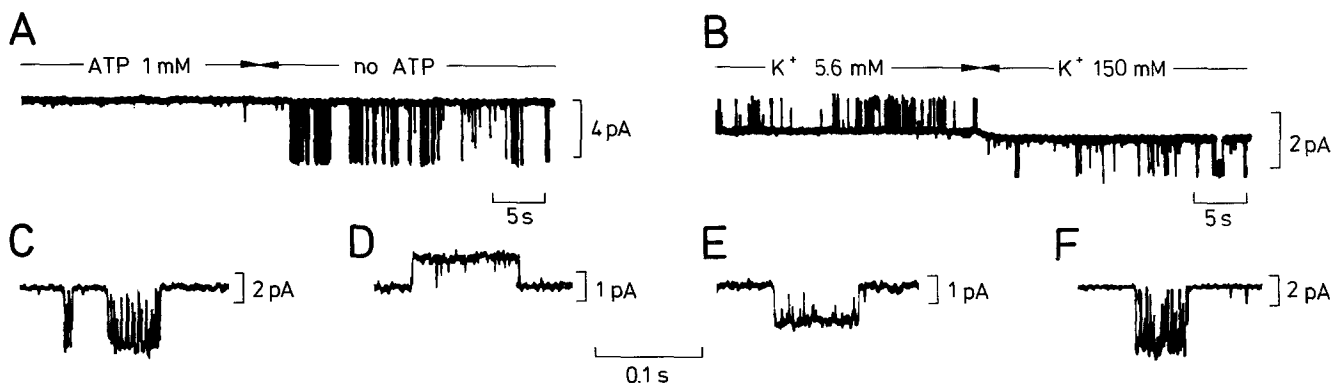 A
ATP 1 mM
no ATP
4 pA
5 s
B
K+ 5.6 mM
K+ 150 mM
2 pA
5 s
C
2 pA
D
1 pA
E
1 pA
F
2 pA
0.1 s